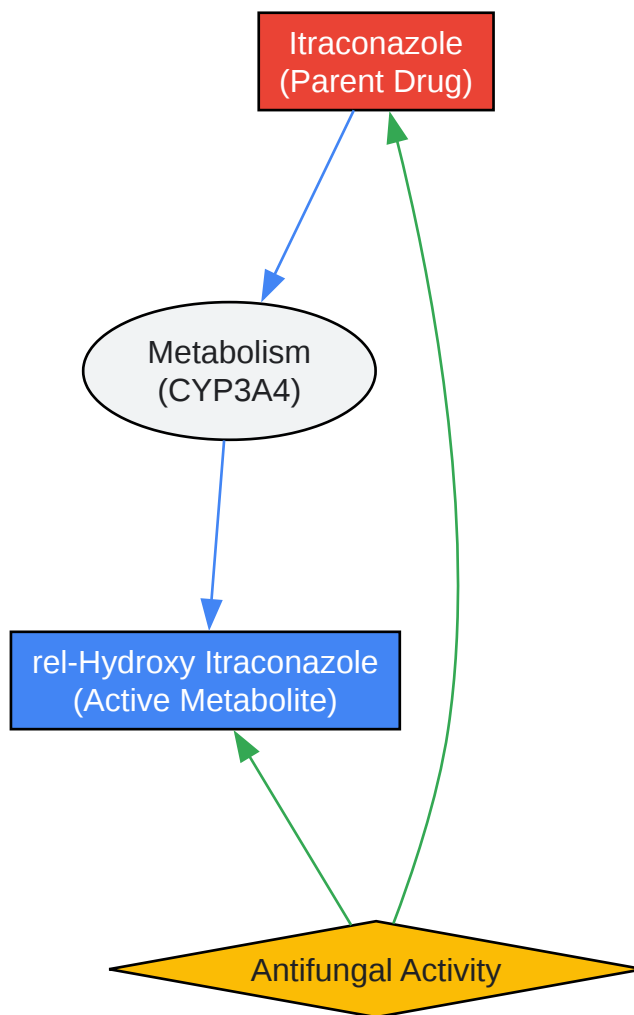 Itraconazole
(Parent Drug)
Metabolism
(CYP3A4)
rel-Hydroxy Itraconazole
(Active Metabolite)
Antifungal Activity